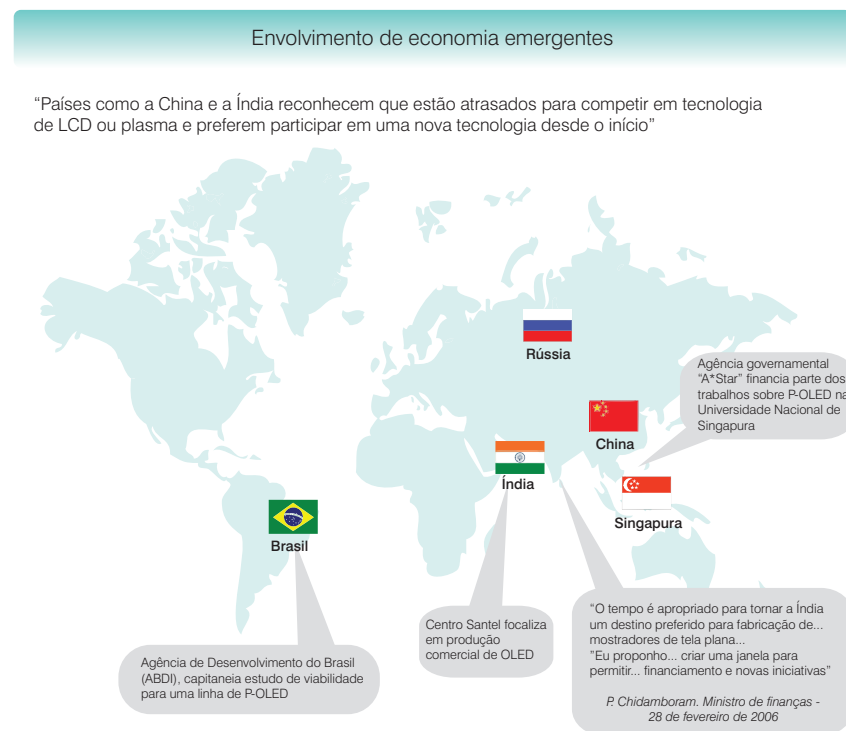 Envolvimento de economia emergentes
“Países como a China e a Índia reconhecem que estão atrasados para competir em tecnologia
de LCD ou plasma e preferem participar em uma nova tecnologia desde o início”
Rússia
Agência governamental
“A*Star” financia parte dos
trabalhos sobre P-OLED na
Universidade Nacional de
Singapura
China
Índia
Singapura
Brasil
Centro Santel focaliza
em produção
comercial de OLED
“O tempo é apropriado para tornar a Índia
um destino preferido para fabricação de...
mostradores de tela plana...
“Eu proponho... criar uma janela para
permitir... financiamento e novas iniciativas”
P. Chidamboram. Ministro de finanças -
28 de fevereiro de 2006
Agência de Desenvolvimento do Brasil
(ABDI), capitaneia estudo de viabilidade
para uma linha de P-OLED